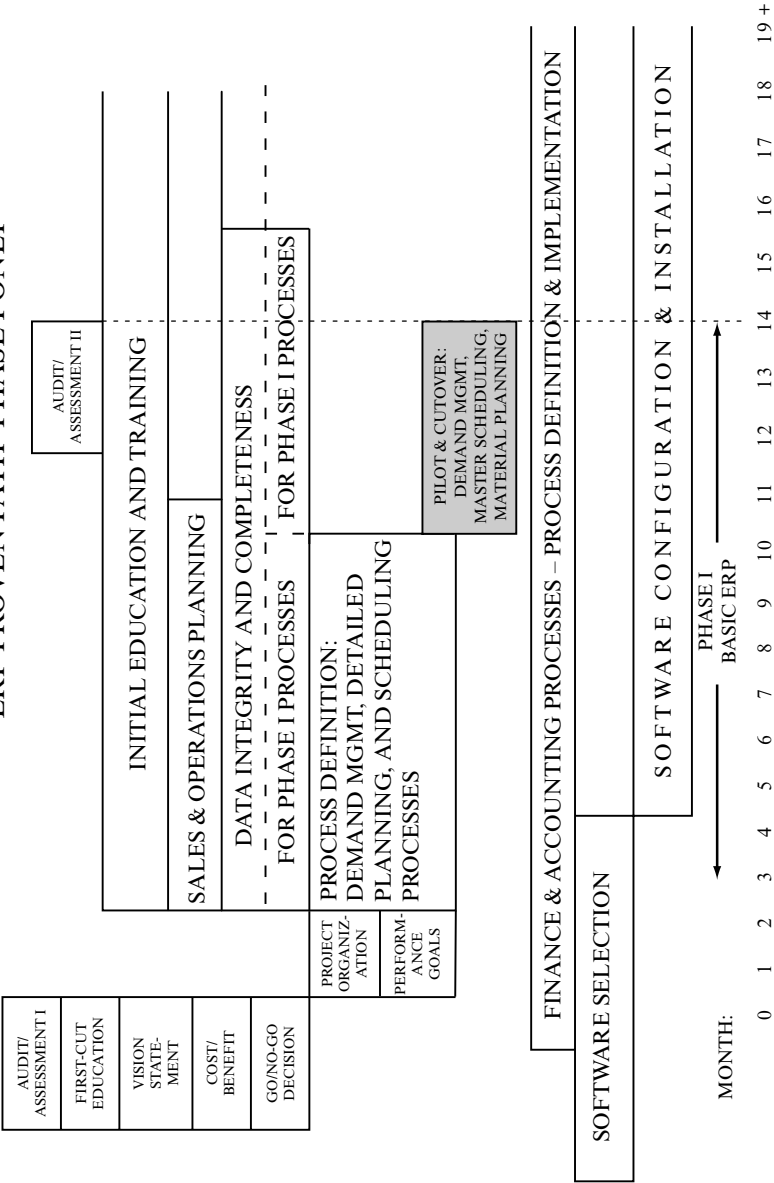 ERP PROVEN PATH PHASE I ONLY
AUDIT/
ASSESSMENT I
FIRST-CUT
EDUCATION
VISION
STATE-
MENT
COST/
BENEFIT
GO/NO-GO
DECISION
AUDIT/
ASSESSMENT II
INITIAL EDUCATION AND TRAINING
SALES & OPERATIONS PLANNING
DATA INTEGRITY AND COMPLETENESS
FOR PHASE I PROCESSES
FOR PHASE I PROCESSES
PROJECT
ORGANIZ-
ATION
PERFORM-
ANCE
GOALS
PROCESS DEFINITION:
DEMAND MGMT, DETAILED
PLANNING, AND SCHEDULING
PROCESSES
PILOT & CUTOVER:
DEMAND MGMT,
MASTER SCHEDULING,
MATERIAL PLANNING
FINANCE & ACCOUNTING PROCESSES – PROCESS DEFINITION & IMPLEMENTATION
SOFTWARE SELECTION
SOFTWARE CONFIGURATION & INSTALLATION
PHASE I
BASIC ERP
MONTH:
0 1 2 3 4 5 6 7 8 9 10 11 12 13 14 15 16 17 18 19 +